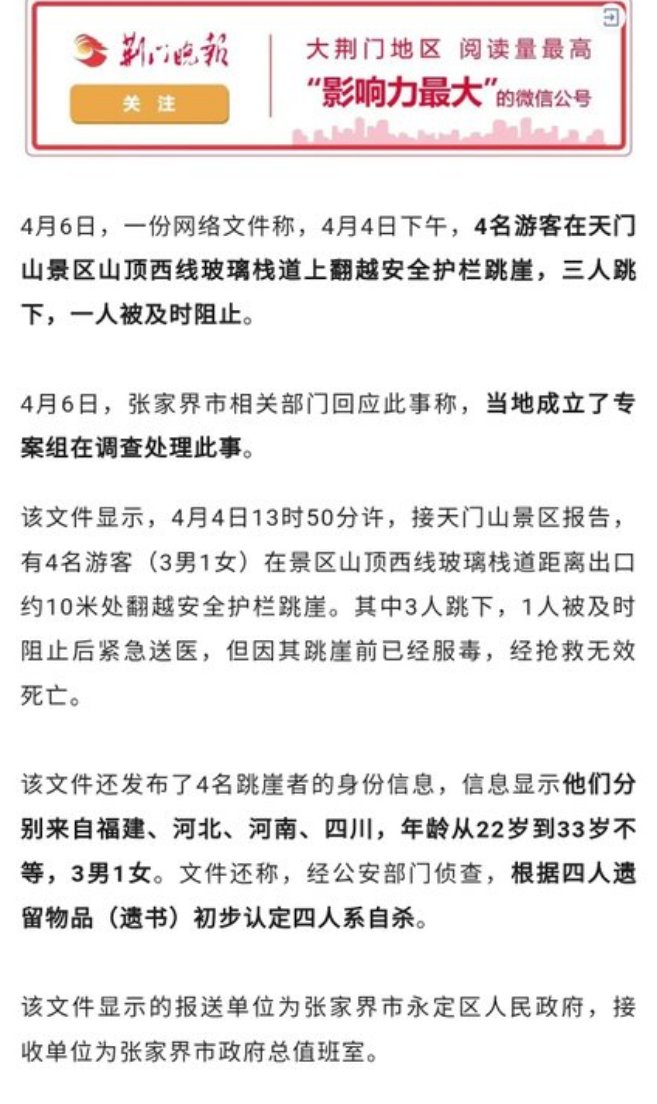 荆门晚报
关 注
大荆门地区 阅读量最高
“影响力最大”的微信公号
4月6日，一份网络文件称，4月4日下午，4名游客在天门
山景区山顶西线玻璃栈道上翻越安全护栏跳崖，三人跳
下，一人被及时阻止。
4月6日，张家界市相关部门回应此事称，当地成立了专
案组在调查处理此事。
该文件显示，4月4日13时50分许，接天门山景区报告，
有4名游客（3男1女）在景区山顶西线玻璃栈道距离出口
约10米处翻越安全护栏跳崖。其中3人跳下，1人被及时
阻止后紧急送医，但因其跳崖前已经服毒，经抢救无效
死亡。
该文件还发布了4名跳崖者的身份信息，信息显示他们分
别来自福建、河北、河南、四川，年龄从22岁到33岁不
等，3男1女。文件还称，经公安部门侦查，根据四人遗
留物品（遗书）初步认定四人系自杀。
该文件显示的报送单位为张家界市永定区人民政府，接
收单位为张家界市政府总值班室。